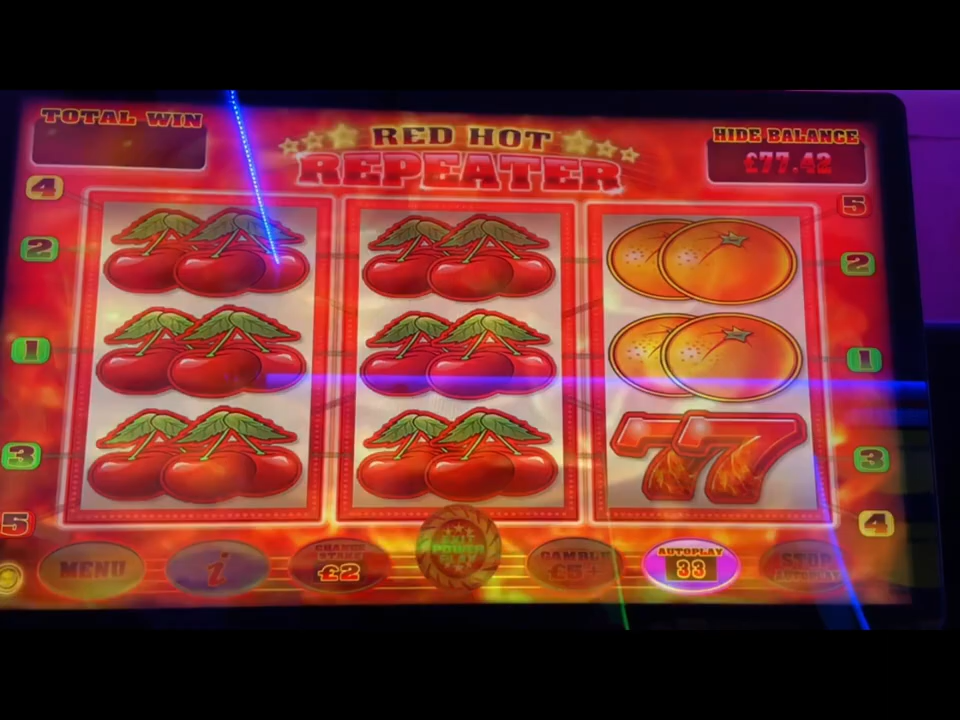 TOTAL WIN
RED HOT
REPEATER
HIDE BALANCE
£77.42
4
5
2
2
1
1
3
3
5
4
MENU
i
CHANGE
STAKE
£2
POWER
GAMBLE
£5+
AUTOPLAY
33
STOP
AUTOPLAY